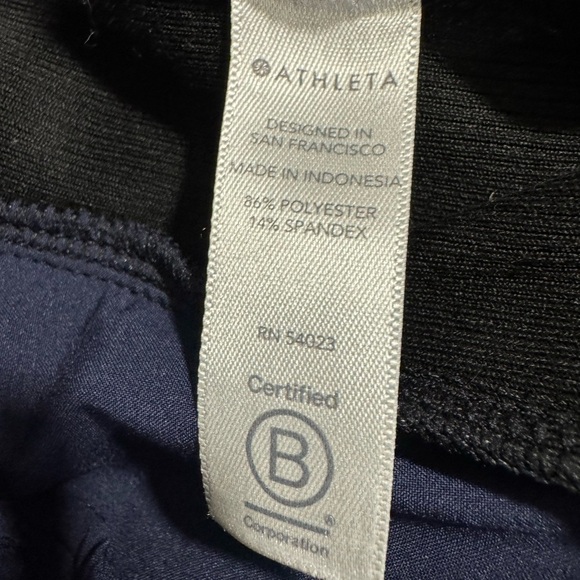 ATHLETA
DESIGNED IN
SAN FRANCISCO
MADE IN INDONESIA
86% POLYESTER
14% SPANDEX
RN 54023
Certified
B
®
Corporation